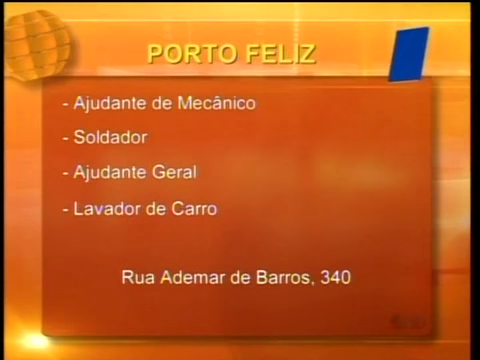 PORTO FELIZ
- Ajudante de Mecânico
- Soldador
- Ajudante Geral
- Lavador de Carro
Rua Ademar de Barros, 340